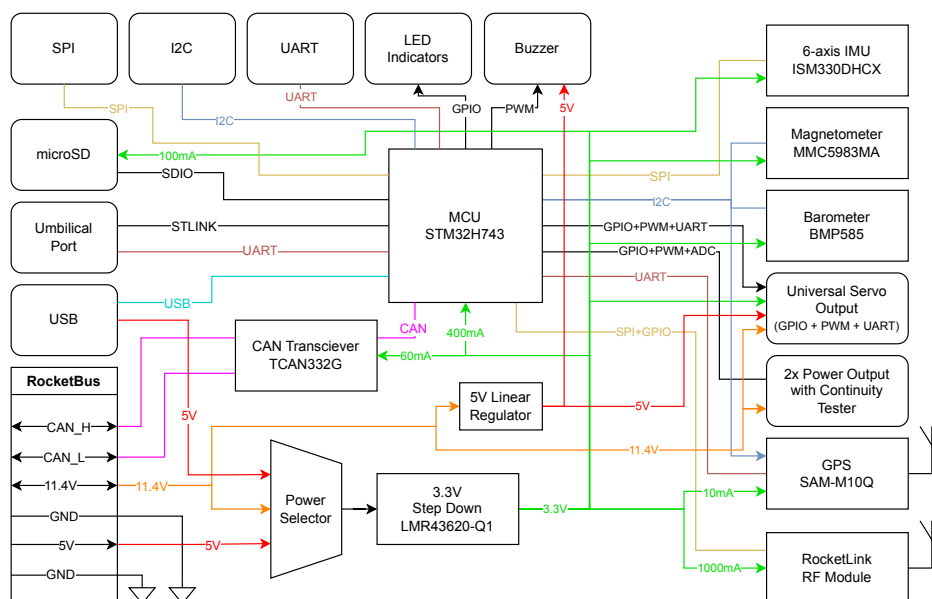 SPI
I2C
UART
LED
Indicators
Buzzer
6-axis IMU
ISM330DHCX
SPI
I2C
UART
GPIO
PWM
5V
microSD
100mA
SDIO
MCU
STM32H743
SPI
I2C
Magnetometer
MMC5983MA
Umbilical
Port
STLINK
UART
GPIO+PWM+UART
GPIO+PWM+ADC
UART
Barometer
BMP585
USB
USB
CAN
400mA
60mA
SPI+GPIO
Universal Servo
Output
(GPIO + PWM + UART)
CAN Transciever
TCAN332G
RocketBus
CAN_H
CAN_L
11.4V
GND
5V
GND
5V
11.4V
5V
5V Linear
Regulator
5V
11.4V
2x Power Output
with Continuity
Tester
Power
Selector
3.3V
Step Down
LMR43620-Q1
3.3V
10mA
GPS
SAM-M10Q
1000mA
RocketLink
RF Module